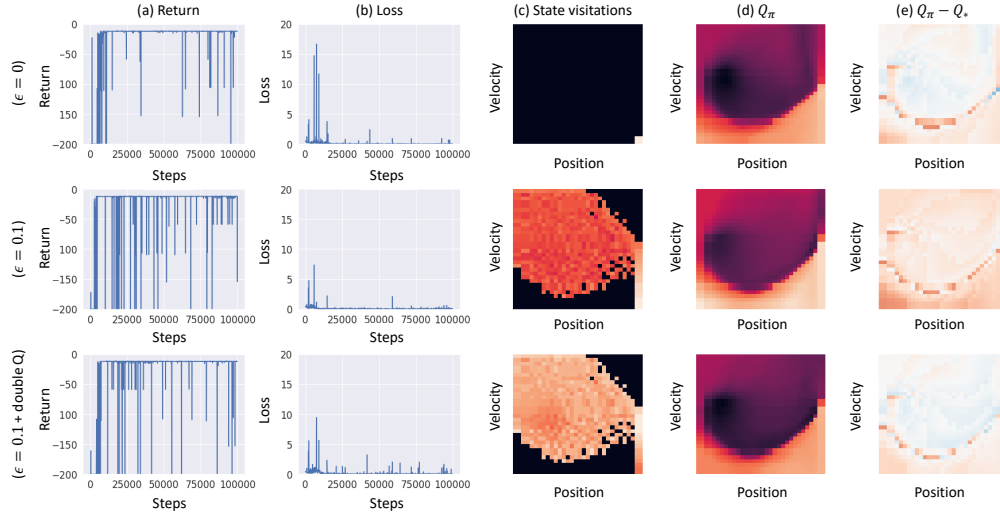 (a) Return
(b) Loss
(c) State visitations
(d) Qπ
(e) Qπ − Q*
(ϵ = 0)
Return
0
−50
100
−150
−200
0 25000 50000 75000 100000
Steps
Loss
20
15
10
5
0
0 25000 50000 75000 100000
Steps
Velocity
Position
Velocity
Position
Velocity
Position
(ϵ = 0.1)
Return
0
−50
100
−150
−200
0 25000 50000 75000 100000
Steps
Loss
20
15
10
5
0
0 25000 50000 75000 100000
Steps
Velocity
Position
Velocity
Position
Velocity
Position
(ϵ = 0.1 + double Q)
Return
0
−50
100
−150
−200
0 25000 50000 75000 100000
Steps
Loss
20
15
10
5
0
0 25000 50000 75000 100000
Steps
Velocity
Position
Velocity
Position
Velocity
Position